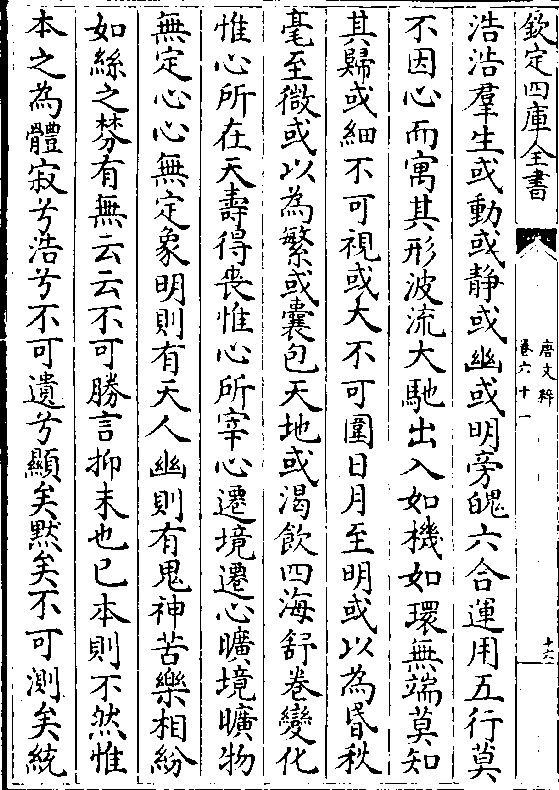 欽定四庫全書
唐文粹
卷六十一
十六
浩浩羣生或動或静或幽或明旁魄六合運用五行莫
不因心而寓其形波流大馳出入如機如環無端莫知
其歸或細不可視或大不可圍日月至明或以為昏秋
毫至微或以為繁或囊包天地或渴飲四海舒卷變化
惟心所在夭壽得喪惟心所宰心遷境遷心曠境曠物
無定心心無定象明則有天人幽則有鬼神苦樂相紛
如絲之棼有無云云不可勝言抑末也已本則不然惟
本之為體寂兮浩兮不可遺兮顯矣黙矣不可測矣統